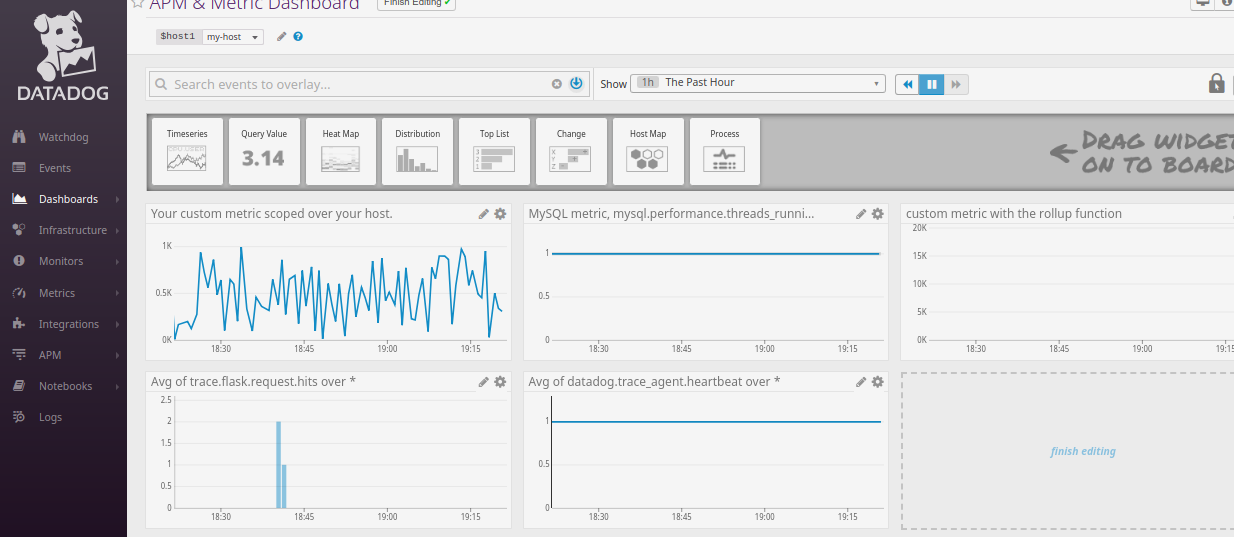 APM & Metric Dashboard
Finish Editing ✔
$host1 my-host
Search events to overlay...
Show 1h The Past Hour
DATADOG
Watchdog
Events
Dashboards
Infrastructure
Monitors
Metrics
Integrations
APM
Notebooks
Logs
Timeseries
Query Value
3.14
Heat Map
Distribution
Top List
1
2
3
Change
X
Y
Z
Host Map
Process
DRAG WIDGE
ON TO BOARD
Your custom metric scoped over your host.
1K
0.5K
0K
18:30 18:45 19:00 19:15
MySQL metric, mysql.performance.threads_runni...
1
0.5
0
18:30 18:45 19:00 19:15
custom metric with the rollup function
20K
15K
10K
5K
0K
18:30 18:45 19:00 19:15
Avg of trace.flask.request.hits over *
2.5
2
1.5
1
0.5
0
18:30 18:45 19:00 19:15
Avg of datadog.trace_agent.heartbeat over *
1
0.5
0
18:30 18:45 19:00 19:15
finish editing